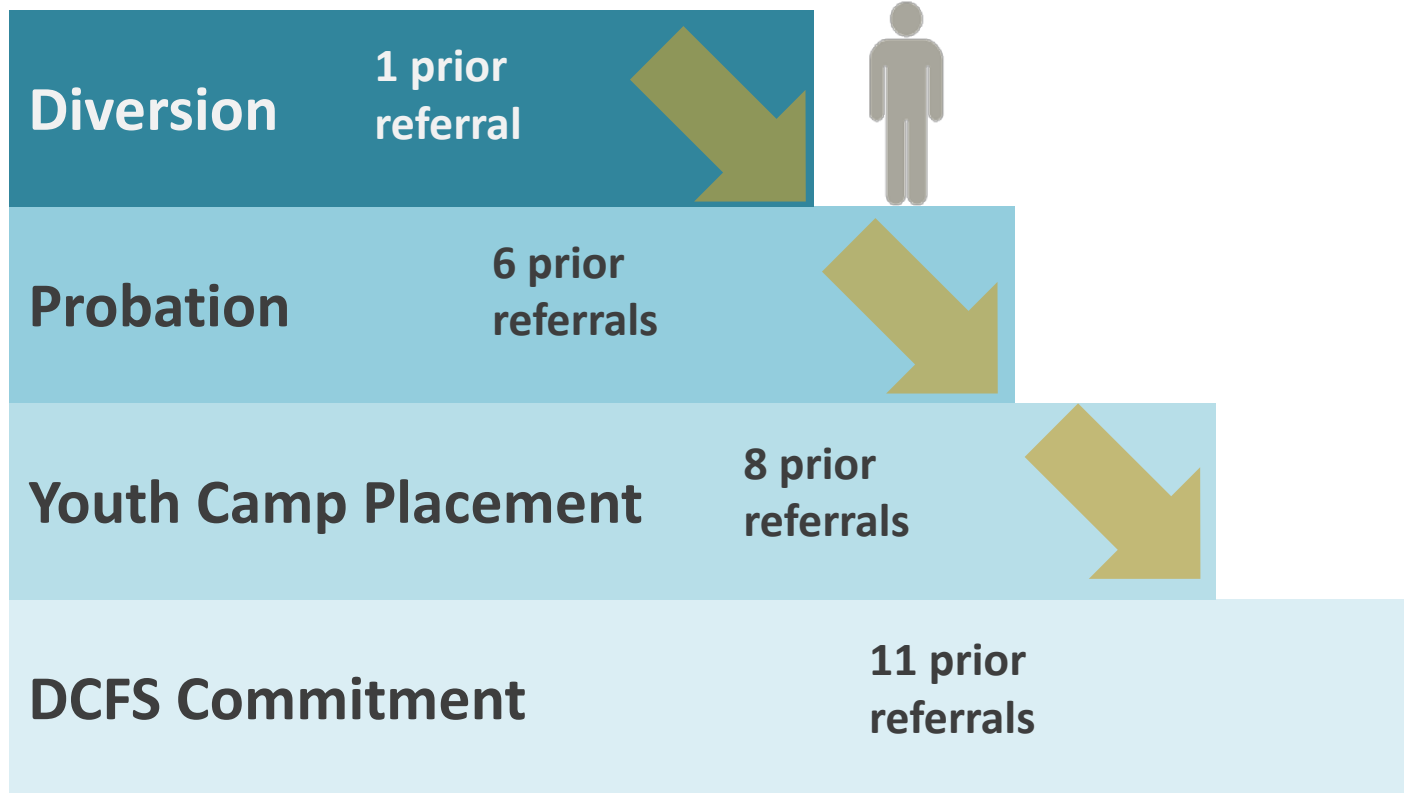 Diversion
1 prior
referral
Probation
6 prior
referrals
Youth Camp Placement
8 prior
referrals
DCFS Commitment
11 prior
referrals